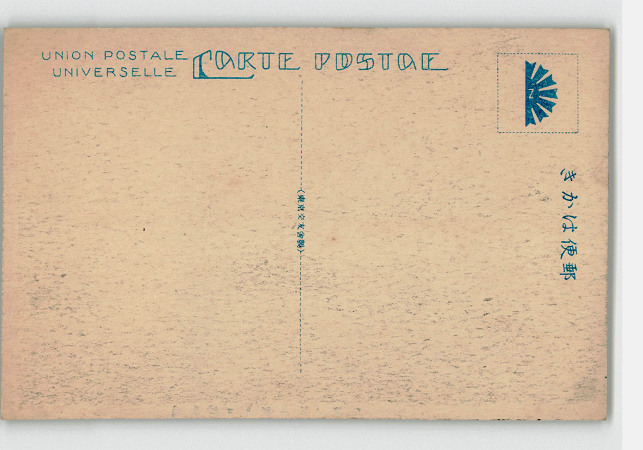 UNION POSTALE
UNIVERSELLE
CARTE POSTALE
Z
きかは便郵